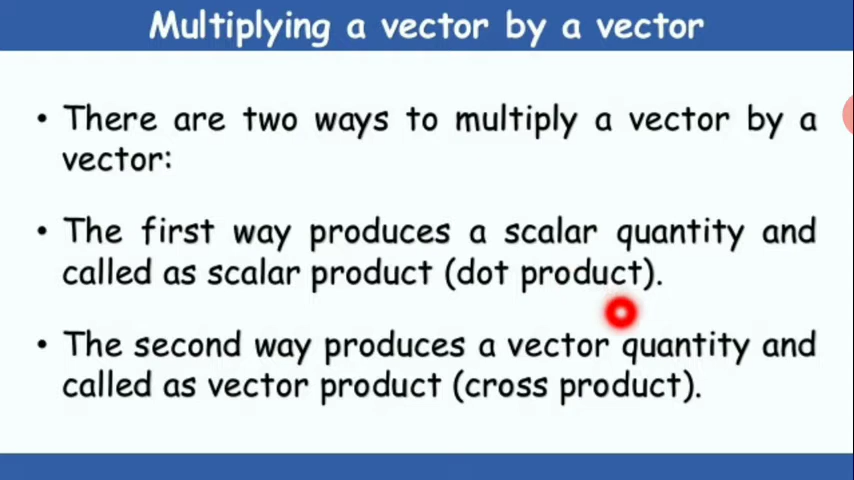 Multiplying a vector by a vector
• There are two ways to multiply a vector by a
vector:
• The first way produces a scalar quantity and
called as scalar product (dot product).
• The second way produces a vector quantity and
called as vector product (cross product).